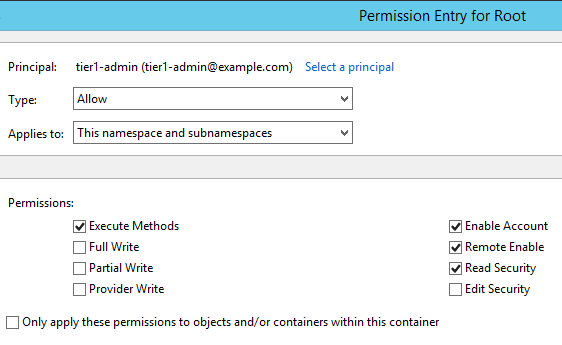 Permission Entry for Root
Principal: tier1-admin (tier1-admin@example.com) Select a principal
Type: Allow
Applies to: This namespace and subnamespaces
Permissions:
Execute Methods Enable Account
Full Write Remote Enable
Partial Write Read Security
Provider Write Edit Security
Only apply these permissions to objects and/or containers within this container